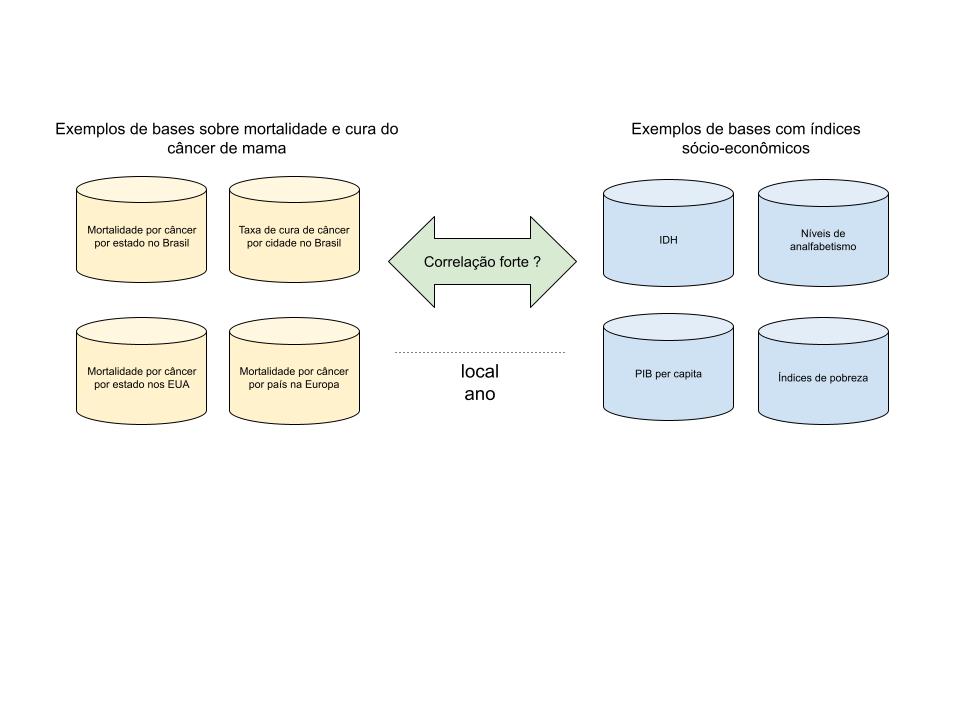 Exemplos de bases sobre mortalidade e cura do
câncer de mama
Mortalidade por câncer
por estado no Brasil
Taxa de cura de câncer
por cidade no Brasil
Mortalidade por câncer
por estado nos EUA
Mortalidade por câncer
por país na Europa
Correlação forte ?
local
ano
Exemplos de bases com índices
sócio-econômicos
IDH
Níveis de
analfabetismo
PIB per capita
Índices de pobreza